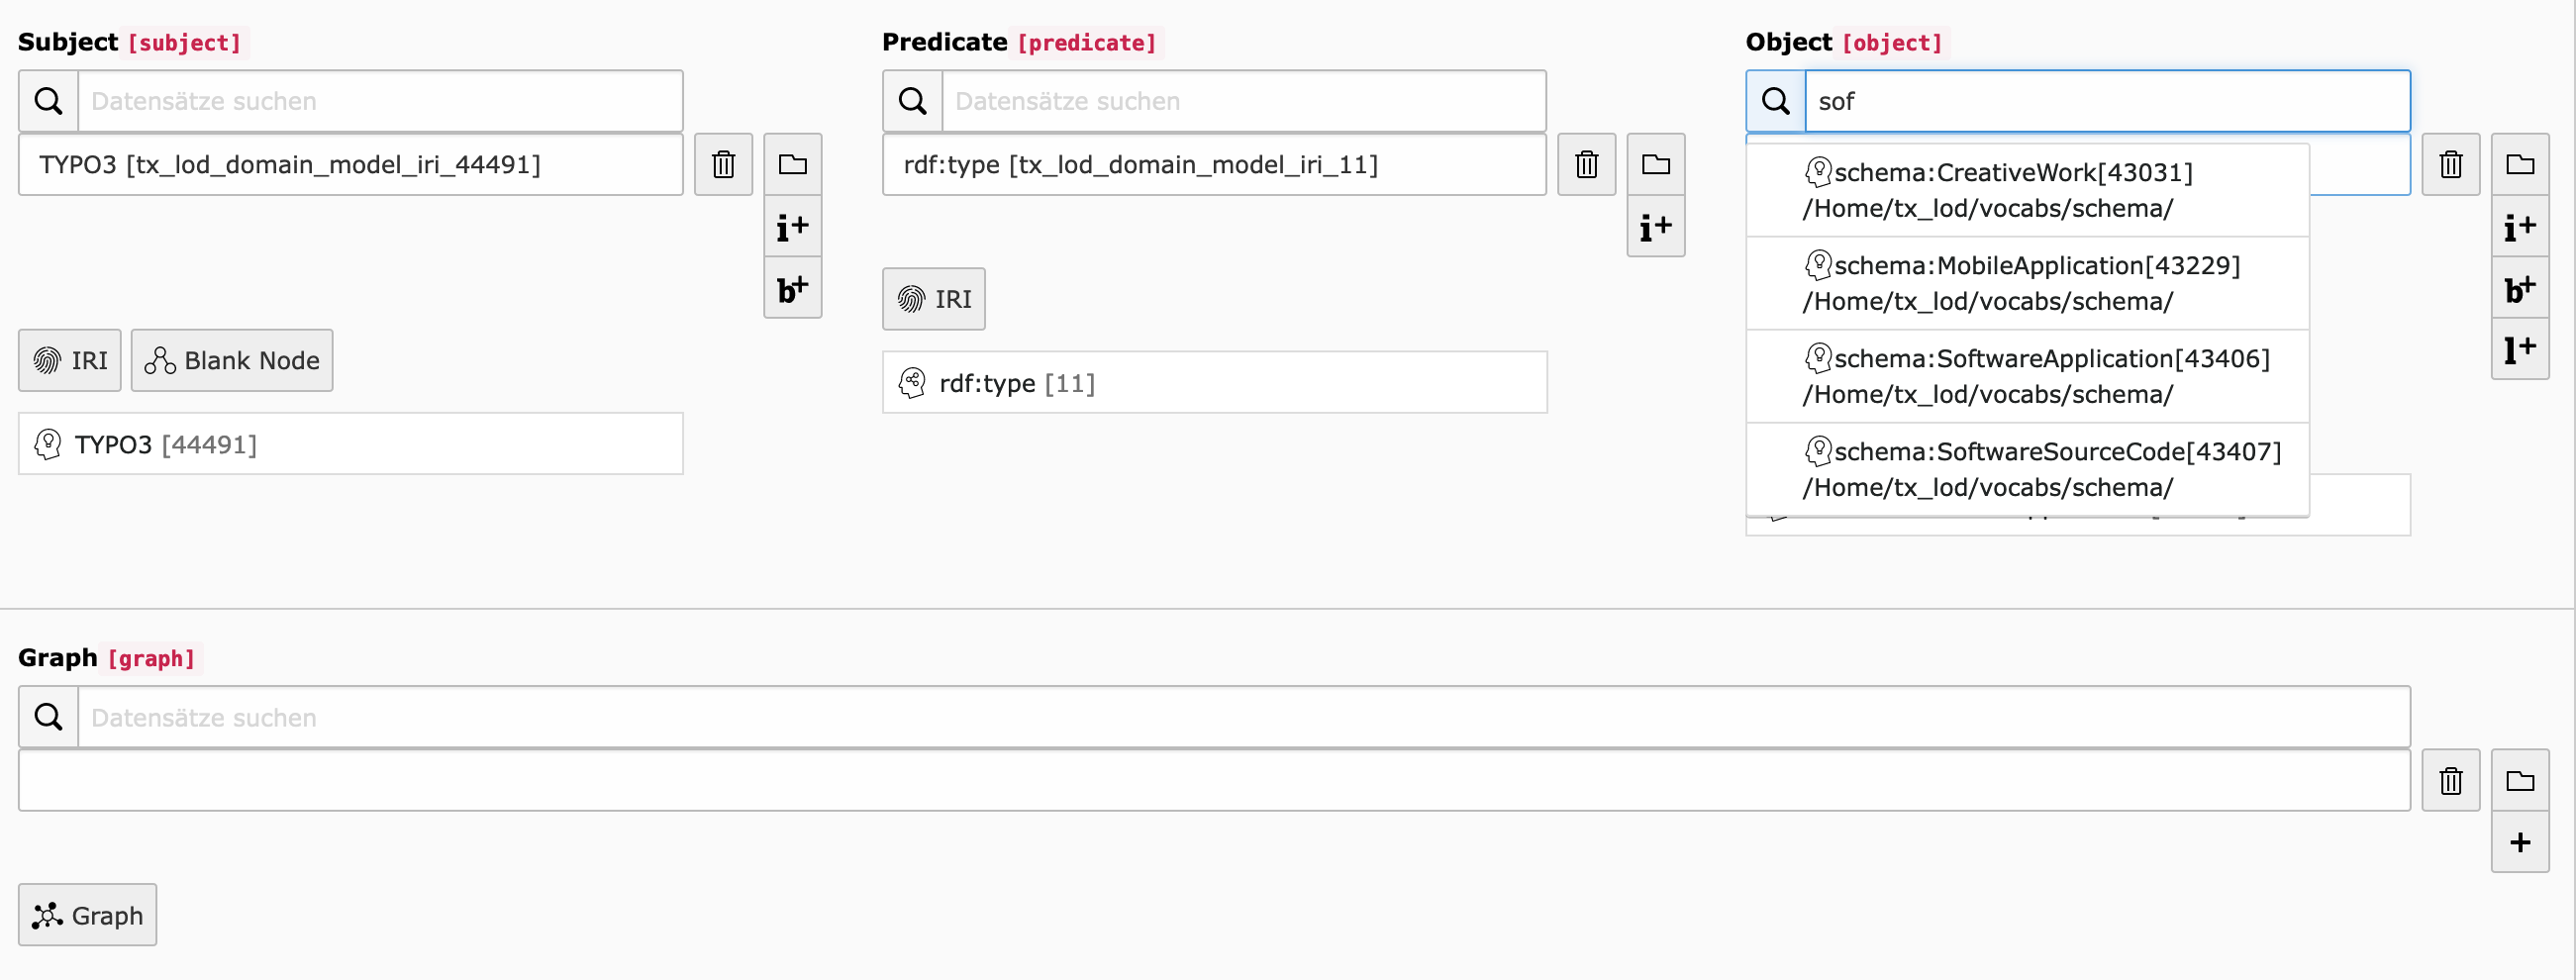 Subject [subject]
Datensätze suchen
TYPO3 [tx_lod_domain_model_iri_44491]
i+
b+
IRI
Blank Node
TYPO3 [44491]
Predicate [predicate]
Datensätze suchen
rdf:type [tx_lod_domain_model_iri_11]
i+
IRI
rdf:type [11]
Object [object]
sof
schema:CreativeWork[43031]
/Home/tx_lod/vocabs/schema/
schema:MobileApplication[43229]
/Home/tx_lod/vocabs/schema/
schema:SoftwareApplication[43406]
/Home/tx_lod/vocabs/schema/
schema:SoftwareSourceCode[43407]
/Home/tx_lod/vocabs/schema/
i+
b+
l+
Graph [graph]
Datensätze suchen
+
Graph